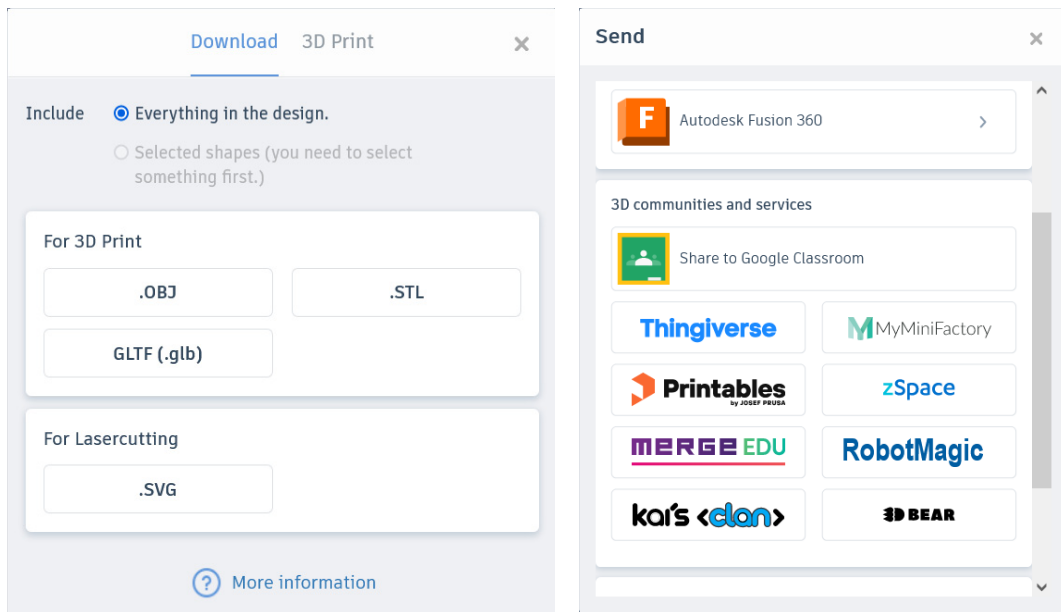 Download 3D Print
Include Everything in the design.
Selected shapes (you need to select
something first.)
For 3D Print
.OBJ .STL
GLTF (.glb)
For Lasercutting
.SVG
? More information
Send
F Autodesk Fusion 360
3D communities and services
Share to Google Classroom
Thingiverse MyMiniFactory
Printables zSpace
by JOSEF PRUSA
MERGE EDU RobotMagic
kai's <clan> 3D BEAR